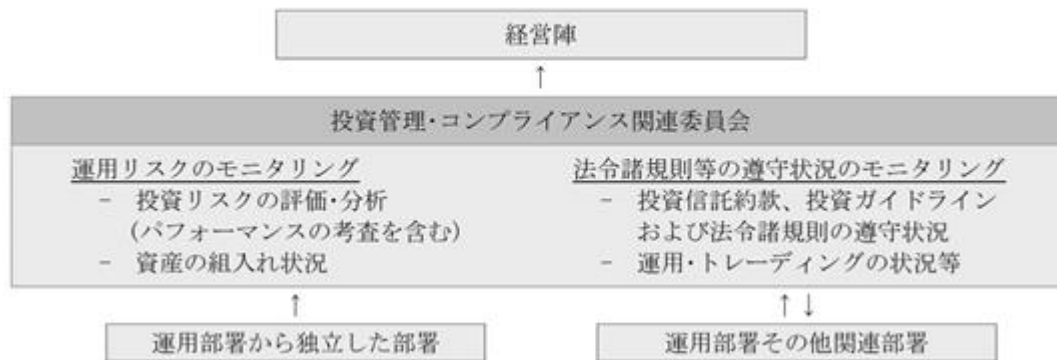 経営陣
↑
投資管理・コンプライアンス関連委員会
運用リスクのモニタリング
－ 投資リスクの評価・分析
(パフォーマンスの考査を含む)
－ 資産の組入れ状況
法令諸規則等の遵守状況のモニタリング
－ 投資信託約款、投資ガイドライン
および法令諸規則の遵守状況
－ 運用・トレーディングの状況等
↑
↑↓
運用部署から独立した部署
運用部署その他関連部署